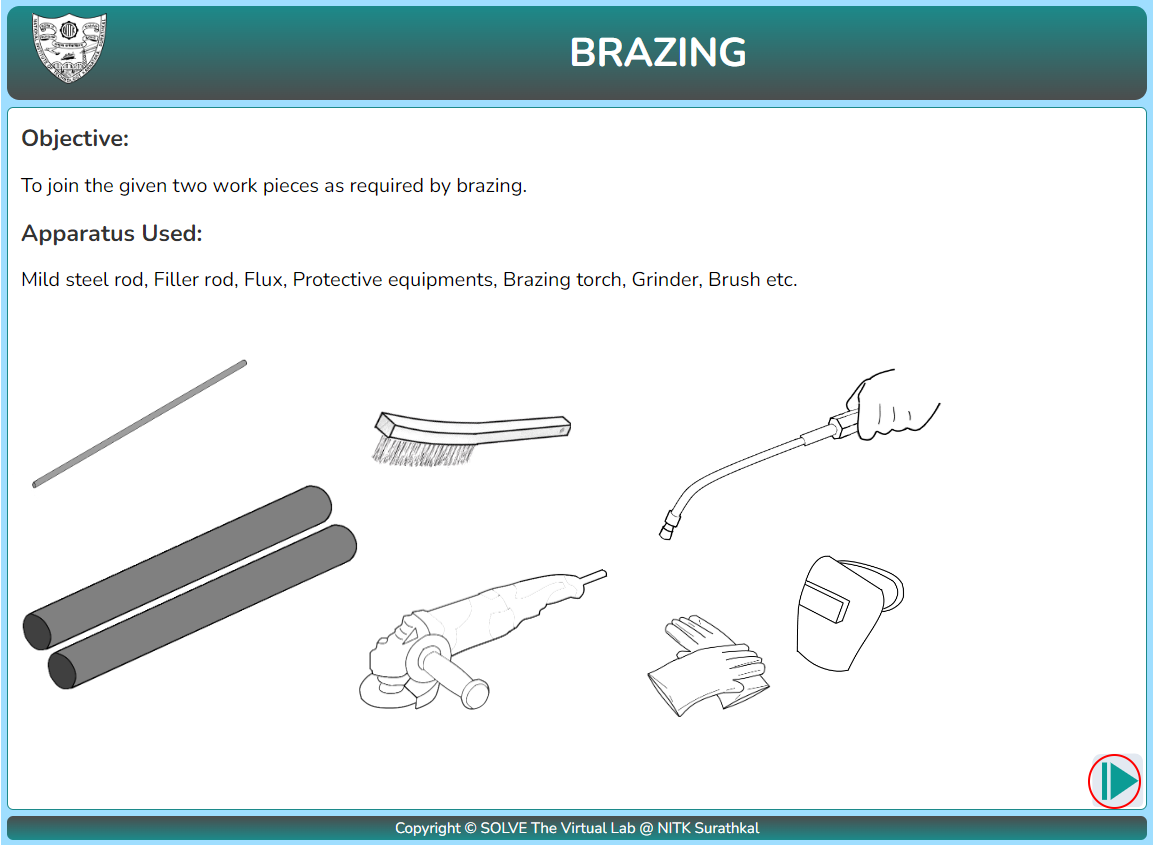 BRAZING
Objective:
To join the given two work pieces as required by brazing.
Apparatus Used:
Mild steel rod, Filler rod, Flux, Protective equipments, Brazing torch, Grinder, Brush etc.
Copyright © SOLVE The Virtual Lab @ NITK Surathkal